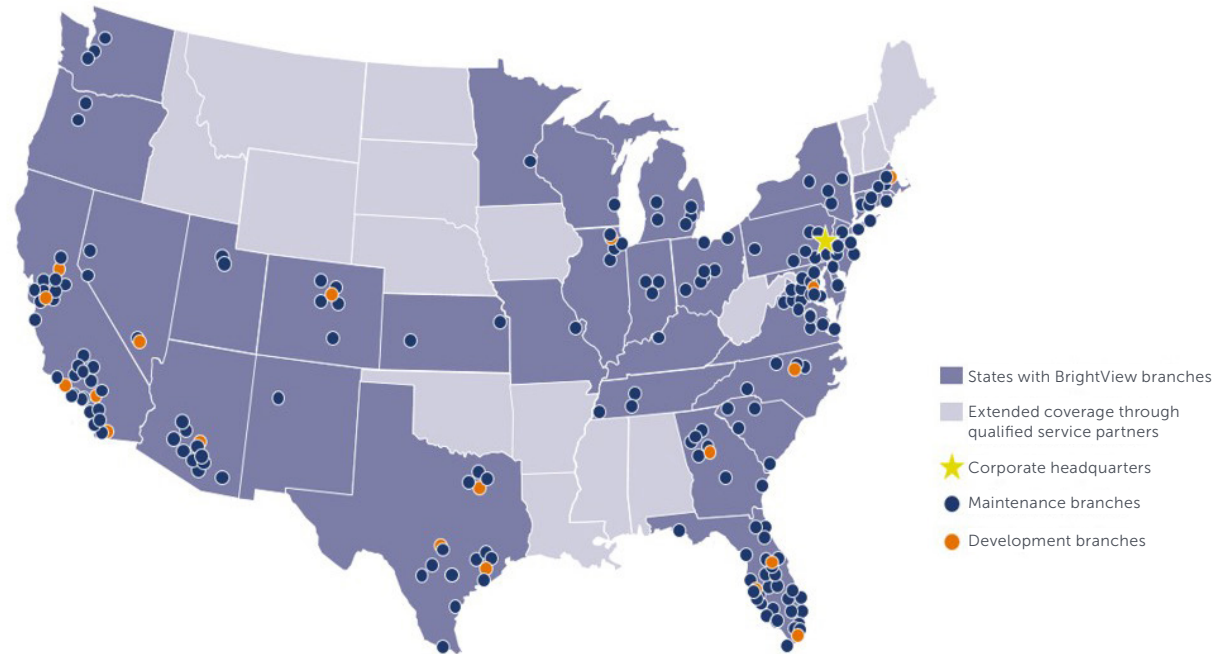 States with BrightView branches
Extended coverage through
qualified service partners
Corporate headquarters
Maintenance branches
Development branches